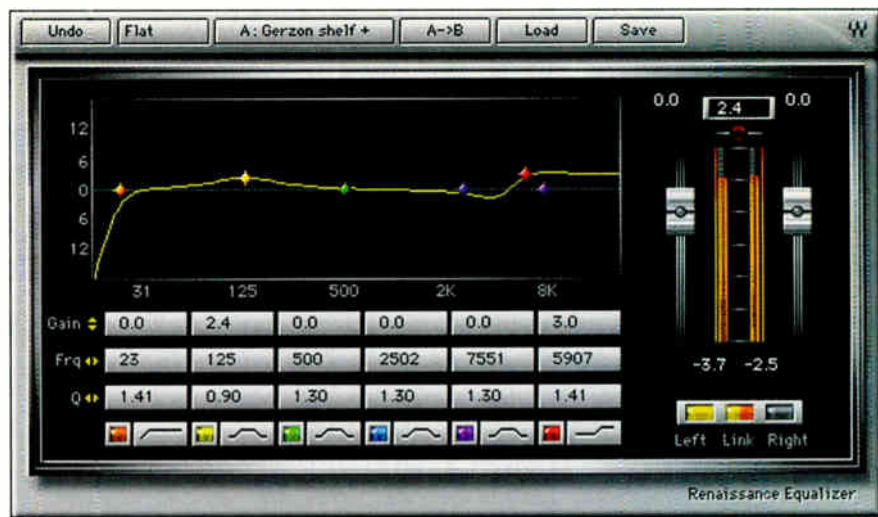 Undo Flat A: Gerzon shelf + A->B Load Save
0.0 2.4 0.0
12
6
0
6
12
31 125 500 2K 8K
Gain 0.0 2.4 0.0 0.0 0.0 3.0
Frq 23 125 500 2502 7551 5907
-3.7 -2.5
Q 1.41 0.90 1.30 1.30 1.30 1.41
Left Link Right
Renaissance Equalizer